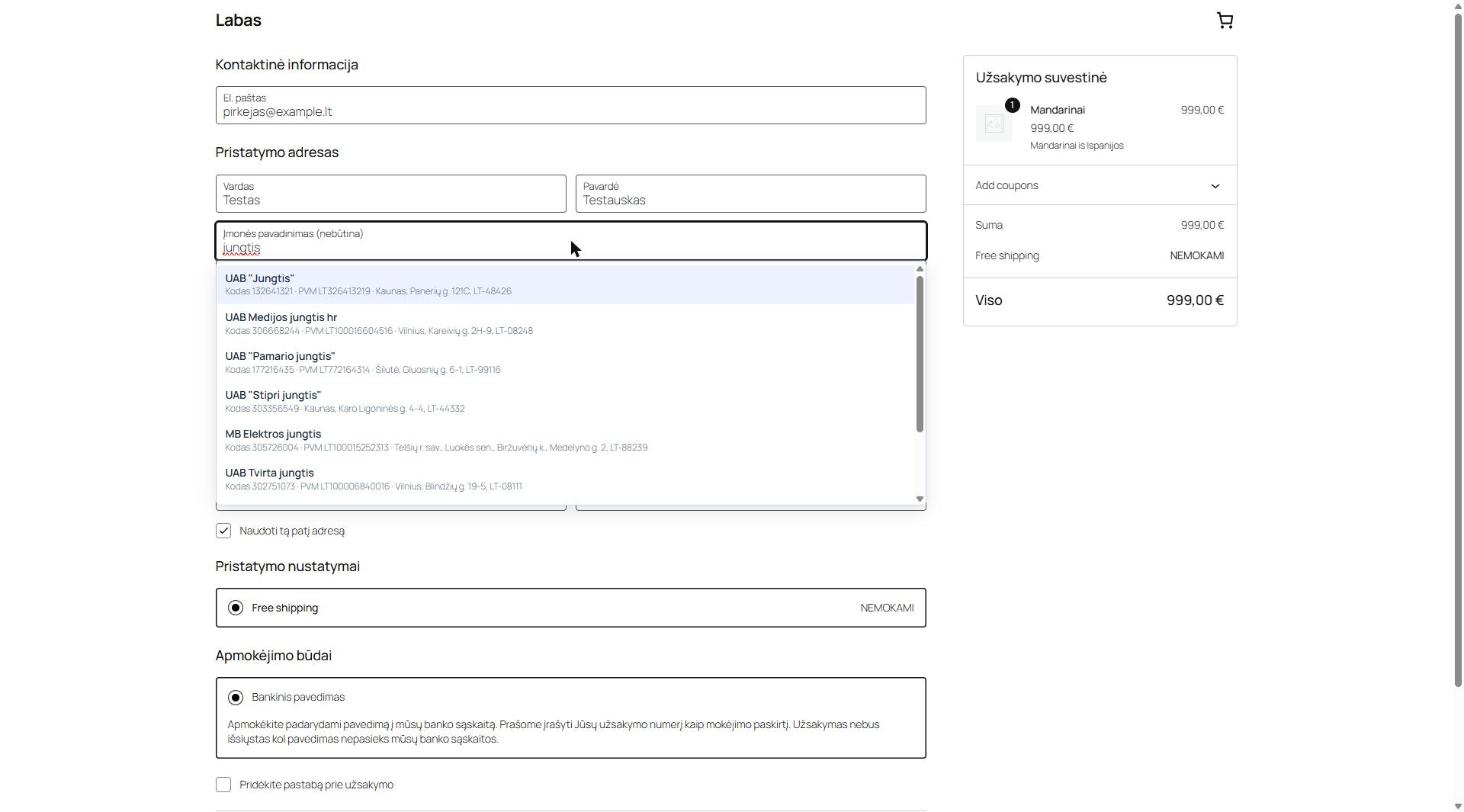 Labas
Kontaktinė informacija
El. paštas
pirkejas@example.lt
Pristatymo adresas
Vardas
Testas
Pavardė
Testauskas
Įmonės pavadinimas (nebūtina)
jungtis
UAB "Jungtis"
Kodas 132641321 · PVM LT326413219 · Kaunas, Panerių g. 121C, LT-48426
UAB Medijos jungtis hr
Kodas 306668244 · PVM LT100016604516 · Vilnius, Kareivių g. 2H-9, LT-08248
UAB "Pamario jungtis"
Kodas 177216435 · PVM LT772164314 · Šilutė, Gluosnių g. 6-1, LT-99116
UAB "Stipri jungtis"
Kodas 303356549 · Kaunas, Karo Ligoninės g. 4-4, LT-44332
MB Elektros jungtis
Kodas 305726004 · PVM LT100015252313 · Telšių r. sav., Luokės sen., Biržuvėnų k., Medelyno g. 2, LT-88239
UAB Tvirta jungtis
Kodas 302751073 · PVM LT100006840016 · Vilnius, Blindžių g. 19-5, LT-08111
Naudoti tą patį adresą
Pristatymo nustatymai
Free shipping
NEMOKAMI
Apmokėjimo būdai
Bankinis pavedimas
Apmokėkite padarydami pavedimą į mūsų banko sąskaitą. Prašome įrašyti Jūsų užsakymo numerį kaip mokėjimo paskirtį. Užsakymas nebus
išsiųstas kol pavedimas nepasieks mūsų banko sąskaitos.
Pridėkite pastabą prie užsakymo
Užsakymo suvestinė
1
Mandarinai
999,00 €
999,00 €
Mandarinai is Ispanijos
Add coupons
Suma
999,00 €
Free shipping
NEMOKAMI
Viso
999,00 €